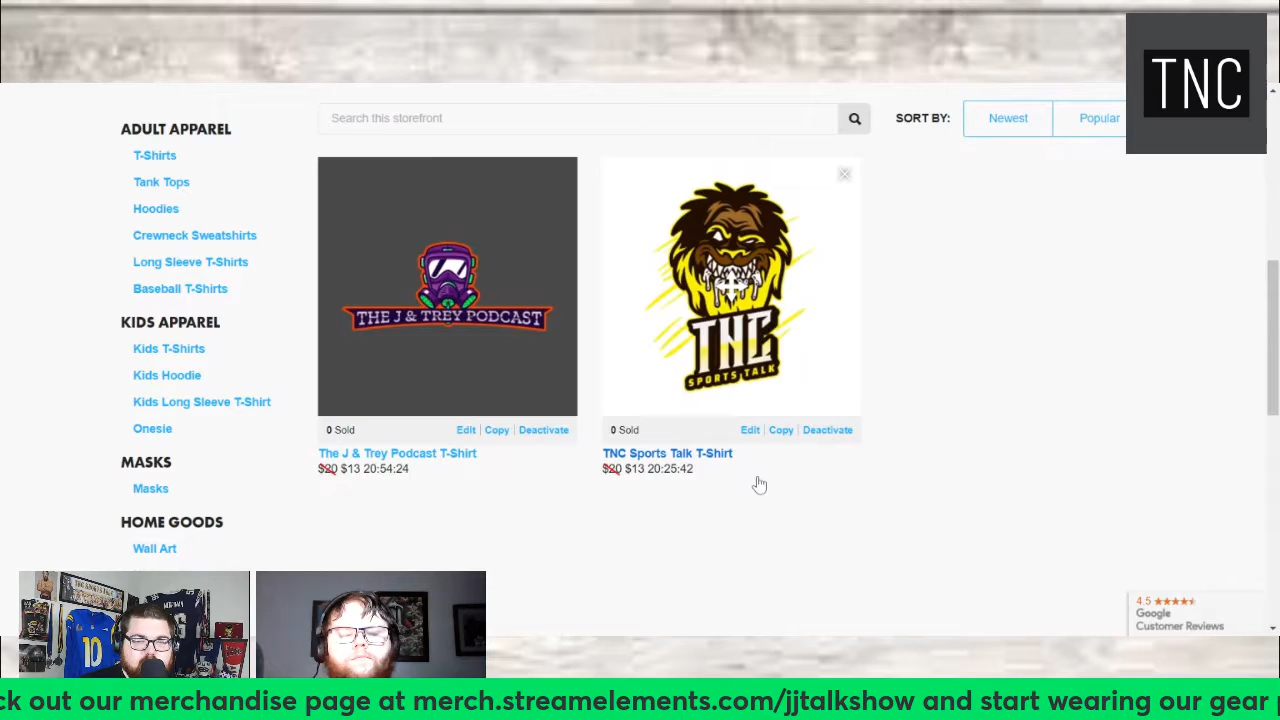 TNC
Search this storefront
SORT BY:
Newest
Popular
ADULT APPAREL
T-Shirts
Tank Tops
Hoodies
Crewneck Sweatshirts
Long Sleeve T-Shirts
Baseball T-Shirts
KIDS APPAREL
Kids T-Shirts
Kids Hoodie
Kids Long Sleeve T-Shirt
Onesie
MASKS
Masks
HOME GOODS
Wall Art
THE J & TREY PODCAST
0 Sold
Edit | Copy | Deactivate
The J & Trey Podcast T-Shirt
$20 $13 20:54:24
TNC
SPORTS TALK
0 Sold
Edit | Copy | Deactivate
TNC Sports Talk T-Shirt
$20 $13 20:25:42
4.5
Google
Customer Reviews
TNC SPORTS TALK
10
ck out our merchandise page at merch.streamelements.com/jjtalkshow and start wearing our gear